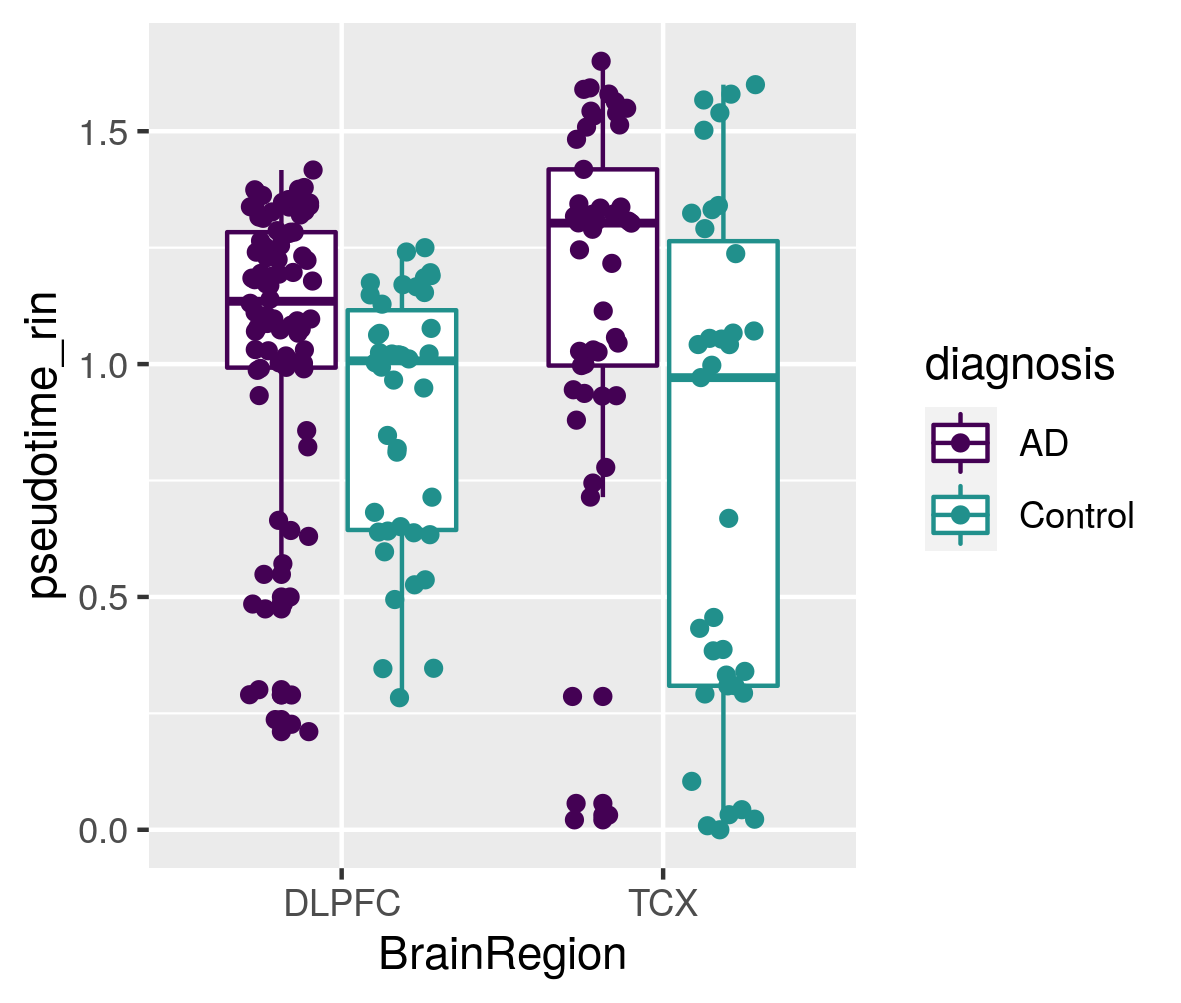 pseudotime_rin
1.5
1.0
0.5
0.0
DLPFC
TCX
BrainRegion
diagnosis
AD
Control